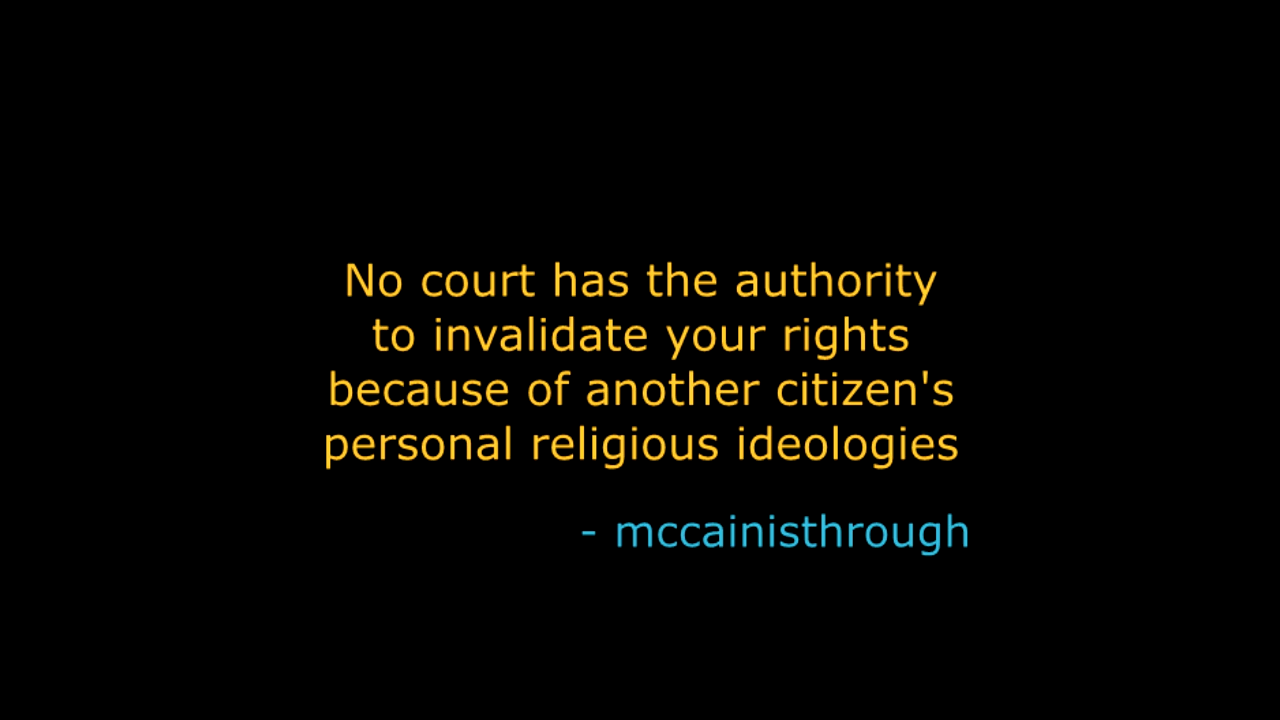 No court has the authority
to invalidate your rights
because of another citizen's
personal religious ideologies
- mccainisthrough